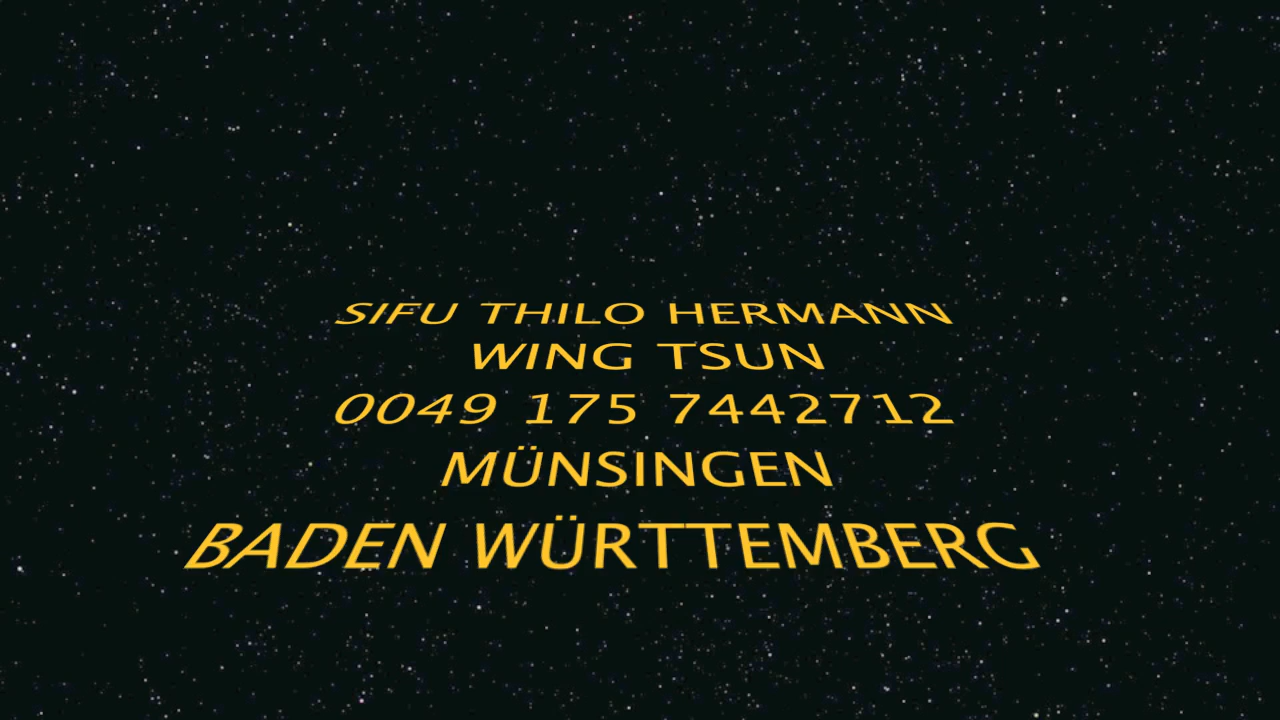 SIFU THILO HERMANN
WING TSUN
0049 175 7442712
MÜNSINGEN
BADEN WÜRTTEMBERG